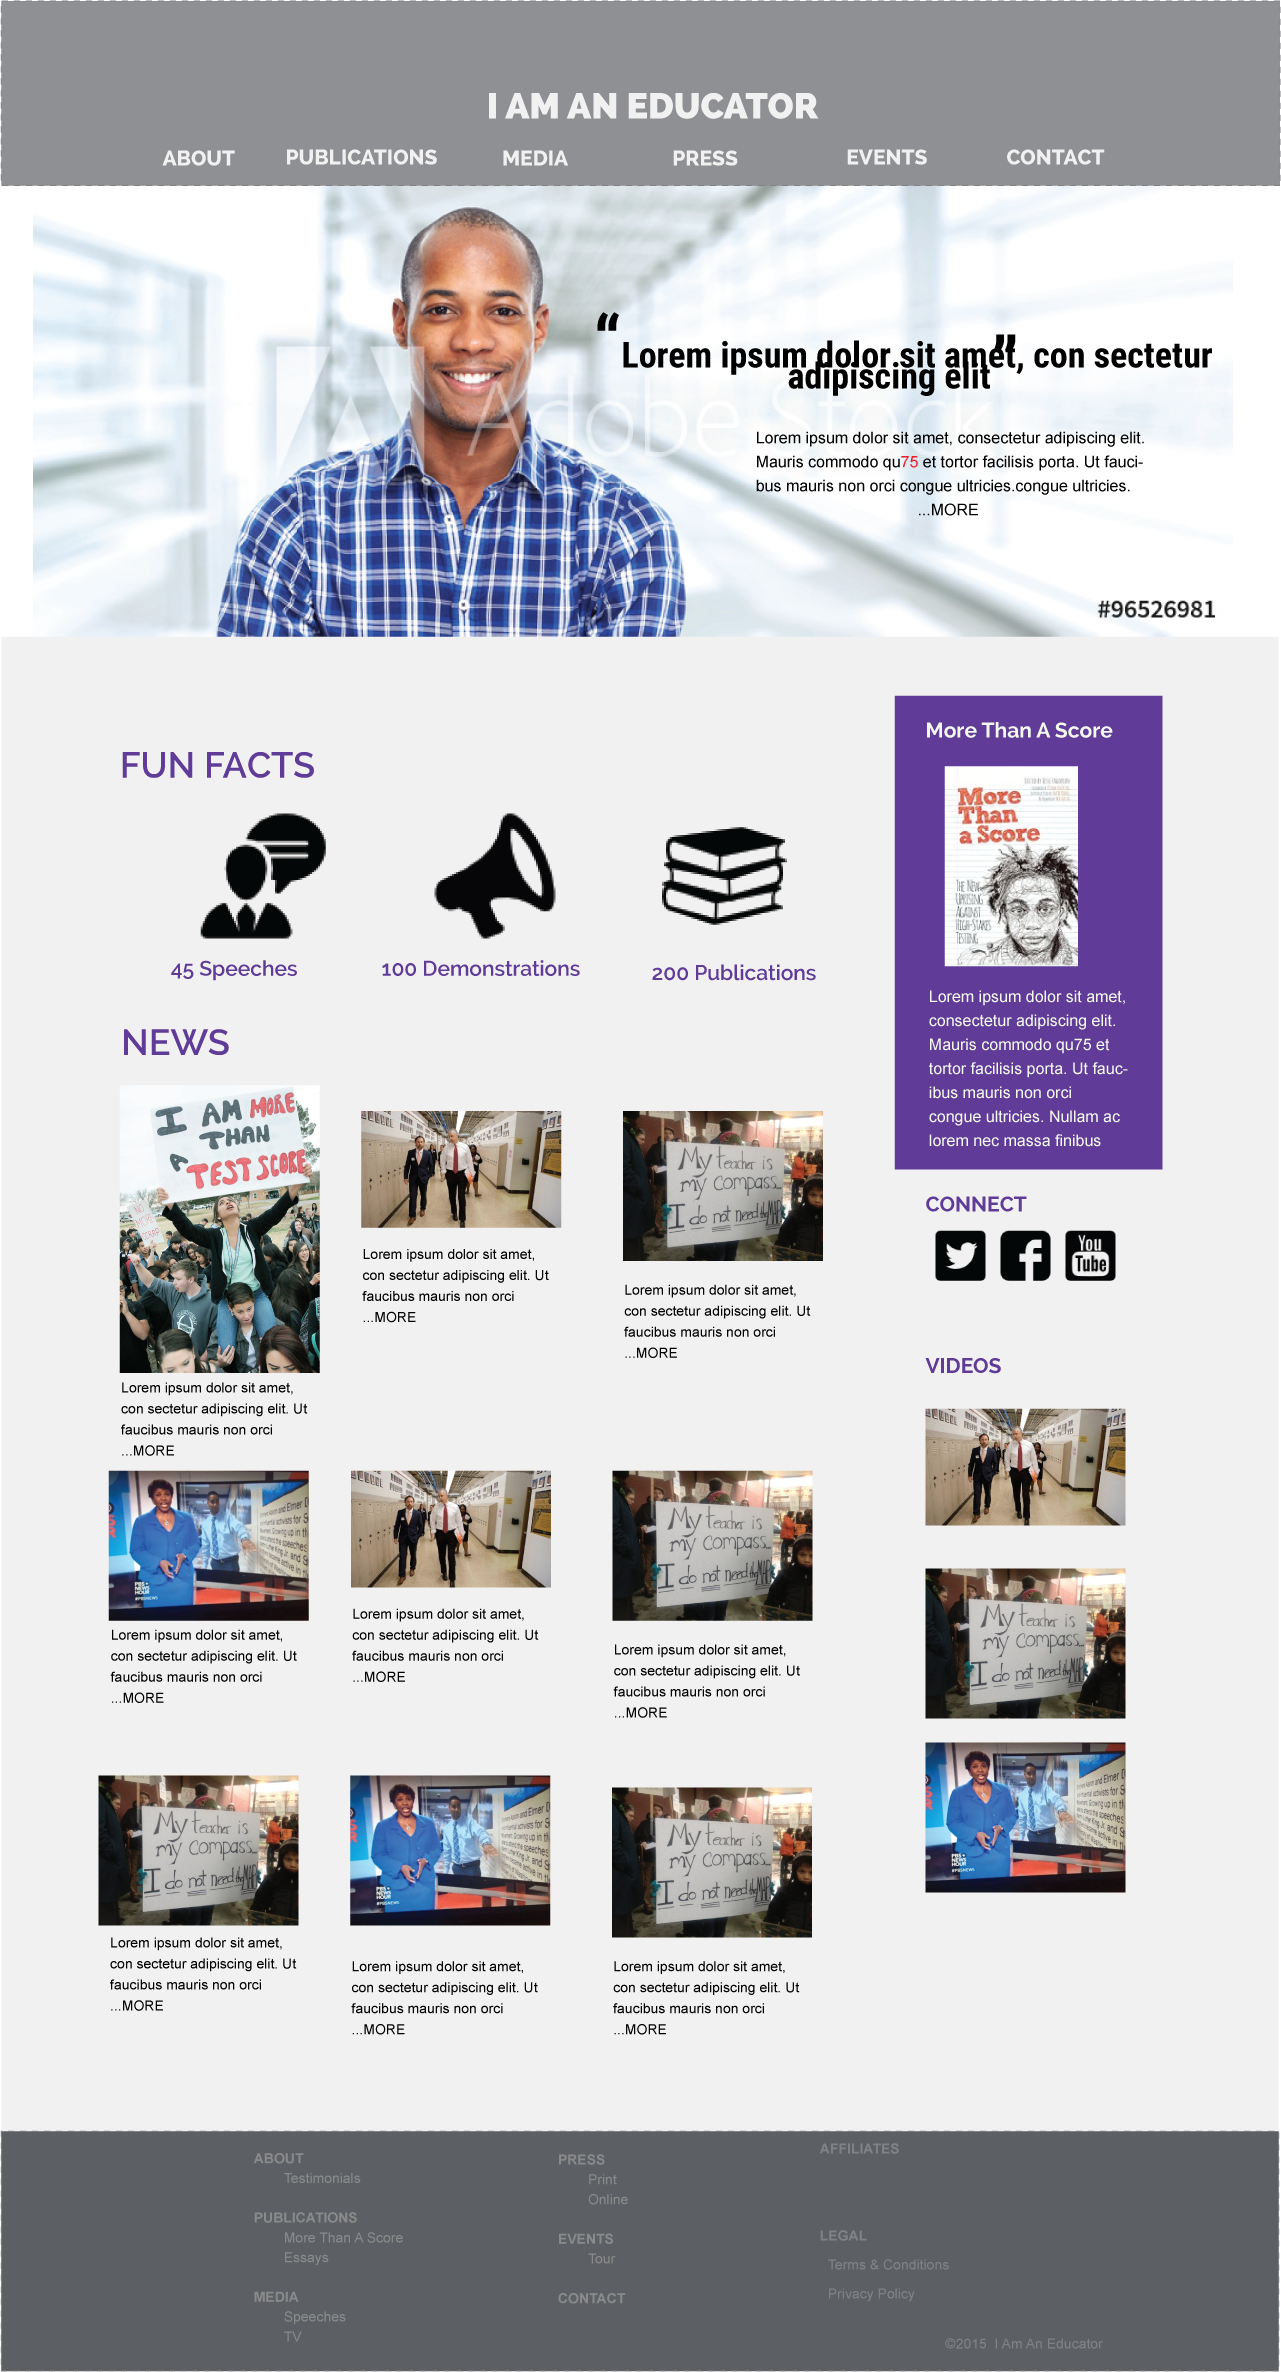 I AM AN EDUCATOR
ABOUT PUBLICATIONS MEDIA PRESS EVENTS CONTACT
“
Lorem ipsum dolor sit amet, con sectetur
adipiscing elit ”
Adobe Stock
Lorem ipsum dolor sit amet, consectetur adipiscing elit.
Mauris commodo qu75 et tortor facilisis porta. Ut fauci-
bus mauris non orci congue ultricies.congue ultricies.
...MORE
#96526981
FUN FACTS
45 Speeches
100 Demonstrations
200 Publications
More Than A Score
More
Than
a Score
THE NEW
UPRISING
AGAINST
HIGH-STAKES
TESTING
Lorem ipsum dolor sit amet,
consectetur adipiscing elit.
Mauris commodo qu75 et
tortor facilisis porta. Ut fauc-
ibus mauris non orci
congue ultricies. Nullam ac
lorem nec massa finibus
NEWS
I AM MORE
THAN
A TEST SCORE
Lorem ipsum dolor sit amet,
con sectetur adipiscing elit. Ut
faucibus mauris non orci
...MORE
Lorem ipsum dolor sit amet,
con sectetur adipiscing elit. Ut
faucibus mauris non orci
...MORE
My teacher is
my compass
I do not need the MAP
Lorem ipsum dolor sit amet,
con sectetur adipiscing elit. Ut
faucibus mauris non orci
...MORE
PBS
NEWS
HOUR
#PBSNEWS
Lorem ipsum dolor sit amet,
con sectetur adipiscing elit. Ut
faucibus mauris non orci
...MORE
Lorem ipsum dolor sit amet,
con sectetur adipiscing elit. Ut
faucibus mauris non orci
...MORE
My teacher is
my compass
I do not need the MAP
Lorem ipsum dolor sit amet,
con sectetur adipiscing elit. Ut
faucibus mauris non orci
...MORE
My teacher is
my compass
I do not need the MAP
Lorem ipsum dolor sit amet,
con sectetur adipiscing elit. Ut
faucibus mauris non orci
...MORE
PBS
NEWS
HOUR
#PBSNEWS
Lorem ipsum dolor sit amet,
con sectetur adipiscing elit. Ut
faucibus mauris non orci
...MORE
My teacher is
my compass
I do not need the MAP
Lorem ipsum dolor sit amet,
con sectetur adipiscing elit. Ut
faucibus mauris non orci
...MORE
CONNECT
You
Tube
VIDEOS
My teacher is
my compass
I do not need the MAP
PBS
NEWS
HOUR
#PBSNEWS
ABOUT
Testimonials
PUBLICATIONS
More Than A Score
Essays
MEDIA
Speeches
TV
PRESS
Print
Online
EVENTS
Tour
CONTACT
AFFILIATES
LEGAL
Terms & Conditions
Privacy Policy
©2015 I Am An Educator